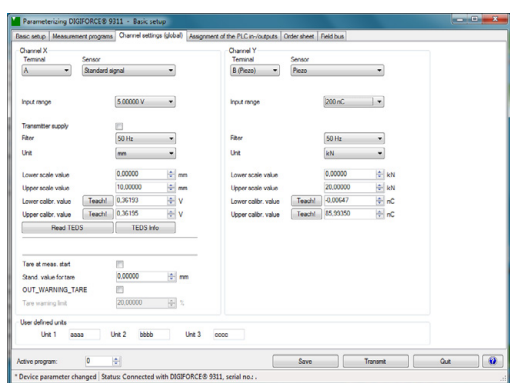 Parameterizing DIGIFORCE® 9311 - Basic setup
Basic setup Measurement programs Channel settings (global) Assignment of the PLC in-/outputs Order sheet Field bus
Channel X
Terminal Sensor
A Standard signal
Input range 5,00000 V
Transmitter supply
Filter 50 Hz
Unit mm
Lower scale value 0,00000 mm
Upper scale value 10,00000 mm
Lower calibr. value Teach! 0,36193 V
Upper calibr. value Teach! 0,36195 V
Read TEDS TEDS Info
Tare at meas. start
Stand. value for tare 0,00000 mm
OUT_WARNING_TARE
Tare warning limit 20,00000 %
Channel Y
Terminal Sensor
B (Piezo) Piezo
Input range 200 nC
Filter 50 Hz
Unit kN
Lower scale value 0,00000 kN
Upper scale value 20,00000 kN
Lower calibr. value Teach! -0,00647 nC
Upper calibr. value Teach! 85,99350 nC
User defined units
Unit 1 aaaa Unit 2 bbbb Unit 3 cccc
Active program: 0 Save Transmit Quit
* Device parameter changed Status: Connected with DIGIFORCE® 9311, serial no.: .